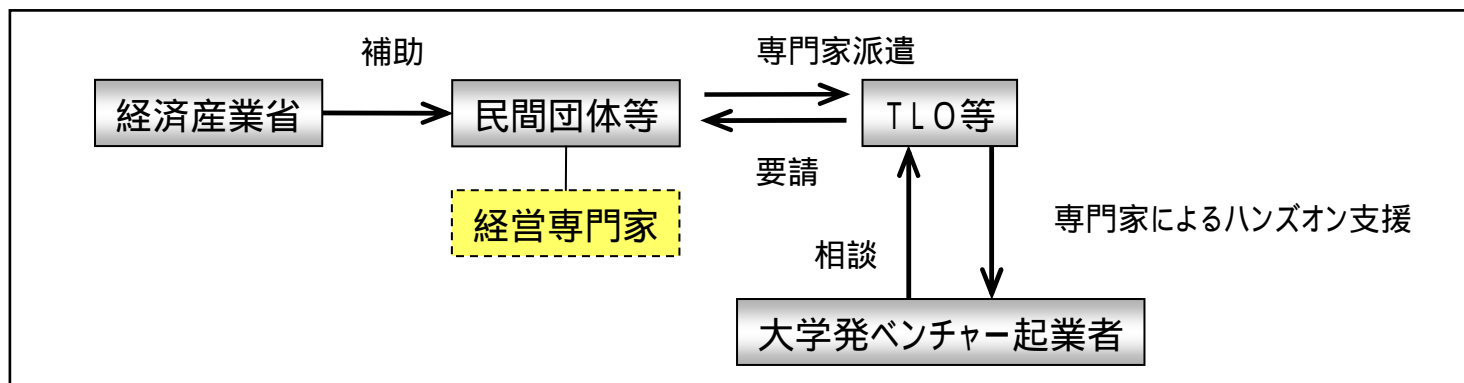 補助
専門家派遣
経済産業省
民間団体等
TLO等
要請
経営専門家
専門家によるハンズオン支援
相談
大学発ベンチャー起業者